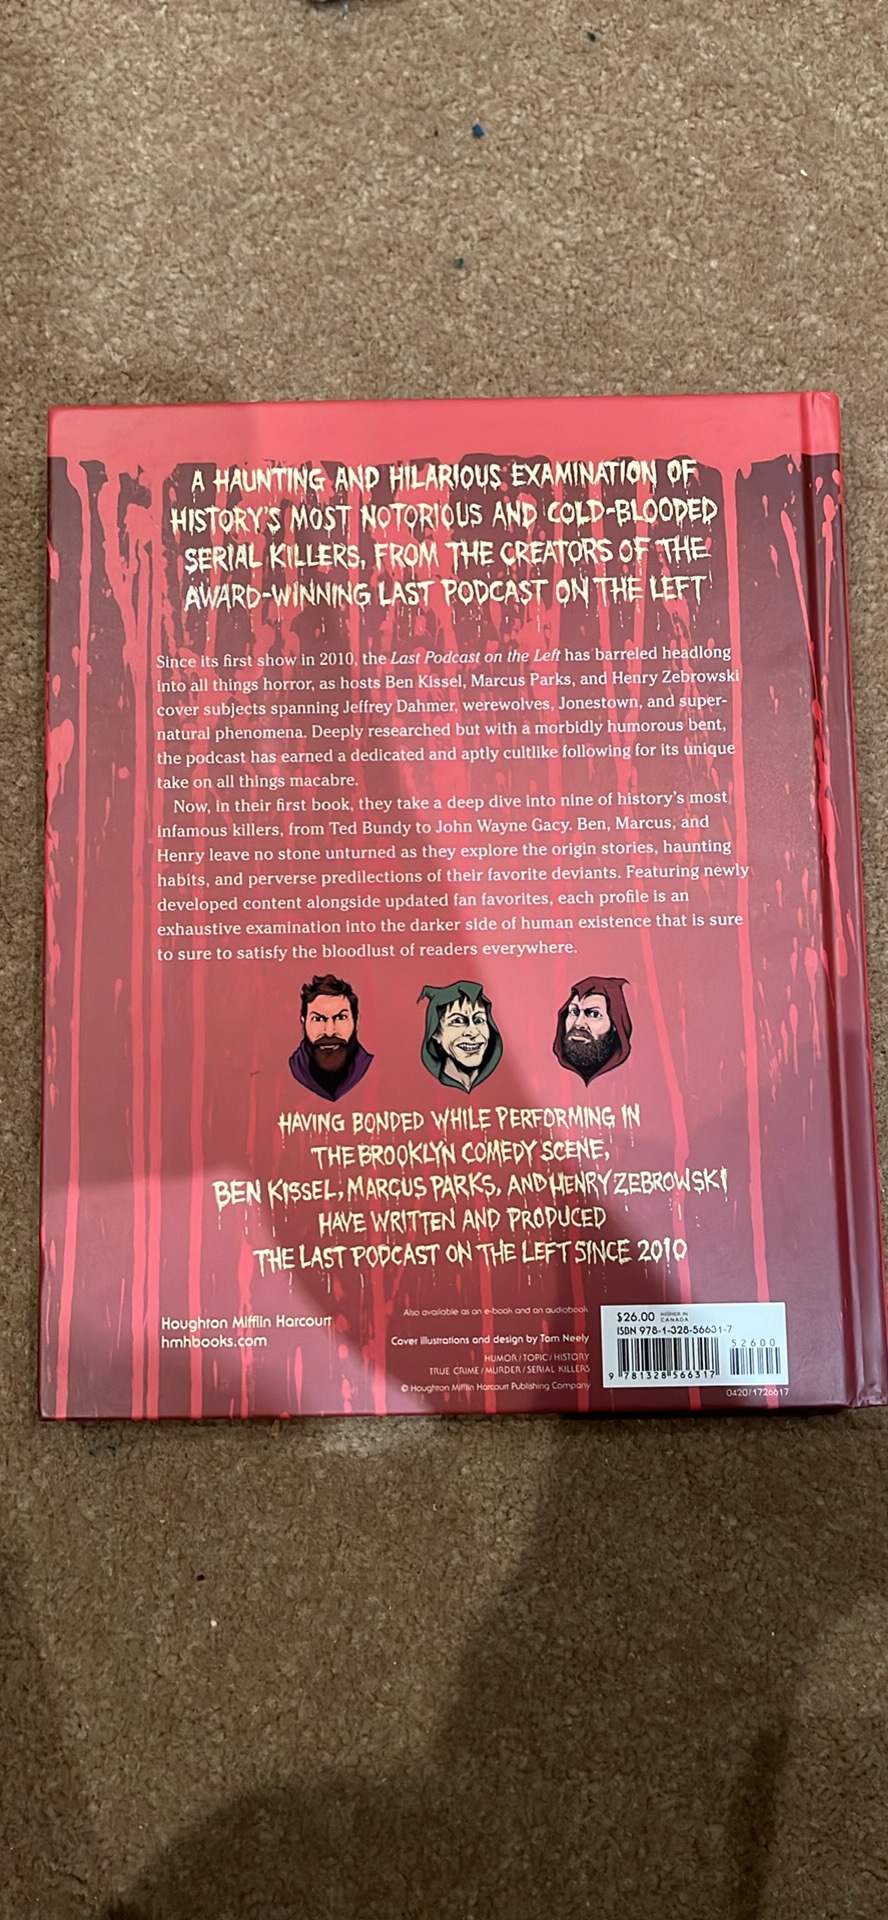 A HAUNTING AND HILARIOUS EXAMINATION OF
HISTORY'S MOST NOTORIOUS AND COLD-BLOODED
SERIAL KILLERS, FROM THE CREATORS OF THE
AWARD-WINNING LAST PODCAST ON THE LEFT
Since its first show in 2010, the Last Podcast on the Left has barreled headlong
into all things horror, as hosts Ben Kissel, Marcus Parks, and Henry Zebrowski
cover subjects spanning Jeffrey Dahmer, werewolves, Jonestown, and super-
natural phenomena. Deeply researched but with a morbidly humorous bent,
the podcast has earned a dedicated and aptly cultlike following for its unique
take on all things macabre.
Now, in their first book, they take a deep dive into nine of history's most
infamous killers, from Ted Bundy to John Wayne Gacy. Ben, Marcus, and
Henry leave no stone unturned as they explore the origin stories, haunting
habits, and perverse predilections of their favorite deviants. Featuring newly
developed content alongside updated fan favorites, each profile is an
exhaustive examination into the darker side of human existence that is sure
to sure to satisfy the bloodlust of readers everywhere.
HAVING BONDED WHILE PERFORMING IN
THE BROOKLYN COMEDY SCENE,
BEN KISSEL, MARCUS PARKS, AND HENRY ZEBROWSKI
HAVE WRITTEN AND PRODUCED
THE LAST PODCAST ON THE LEFT SINCE 2010
Houghton Mifflin Harcourt
hmhbooks.com
Also available as an e-book and an audiobook
Cover illustrations and design by Tom Neely
HUMOR/TOPIC/HISTORY
TRUE CRIME/MURDER/SERIAL KILLERS
© Houghton Mifflin Harcourt Publishing Company
$26.00 HIGHER IN CANADA
ISBN 978-1-328-56631-7
52600
9 781328 566317
0420/1726617